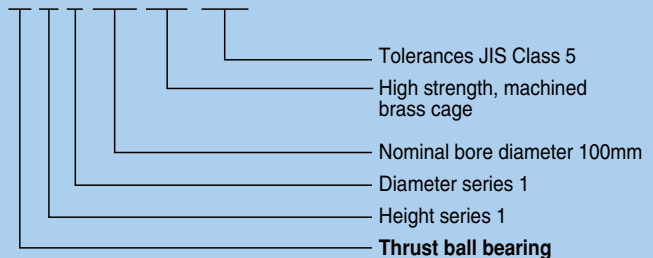 Tolerances JIS Class 5
High strength, machined
brass cage
Nominal bore diameter 100mm
Diameter series 1
Height series 1
Thrust ball bearing